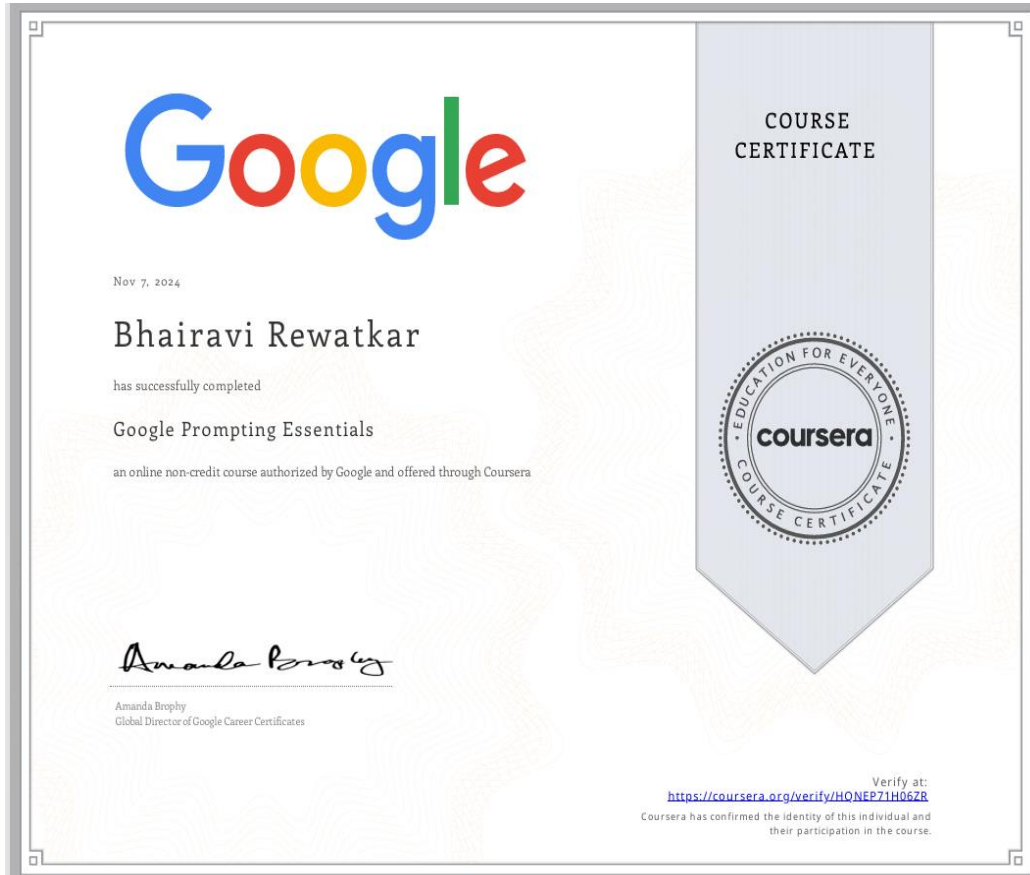 Google
COURSE
CERTIFICATE
Nov 7, 2024
Bhairavi Rewatkar
has successfully completed
Google Prompting Essentials
an online non-credit course authorized by Google and offered through Coursera
EDUCATION FOR EVERYONE
coursera
COURSE CERTIFICATE
Amanda Brophy
Amanda Brophy
Global Director of Google Career Certificates
Verify at:
https://coursera.org/verify/HQNEP71H06ZR
Coursera has confirmed the identity of this individual and
their participation in the course.